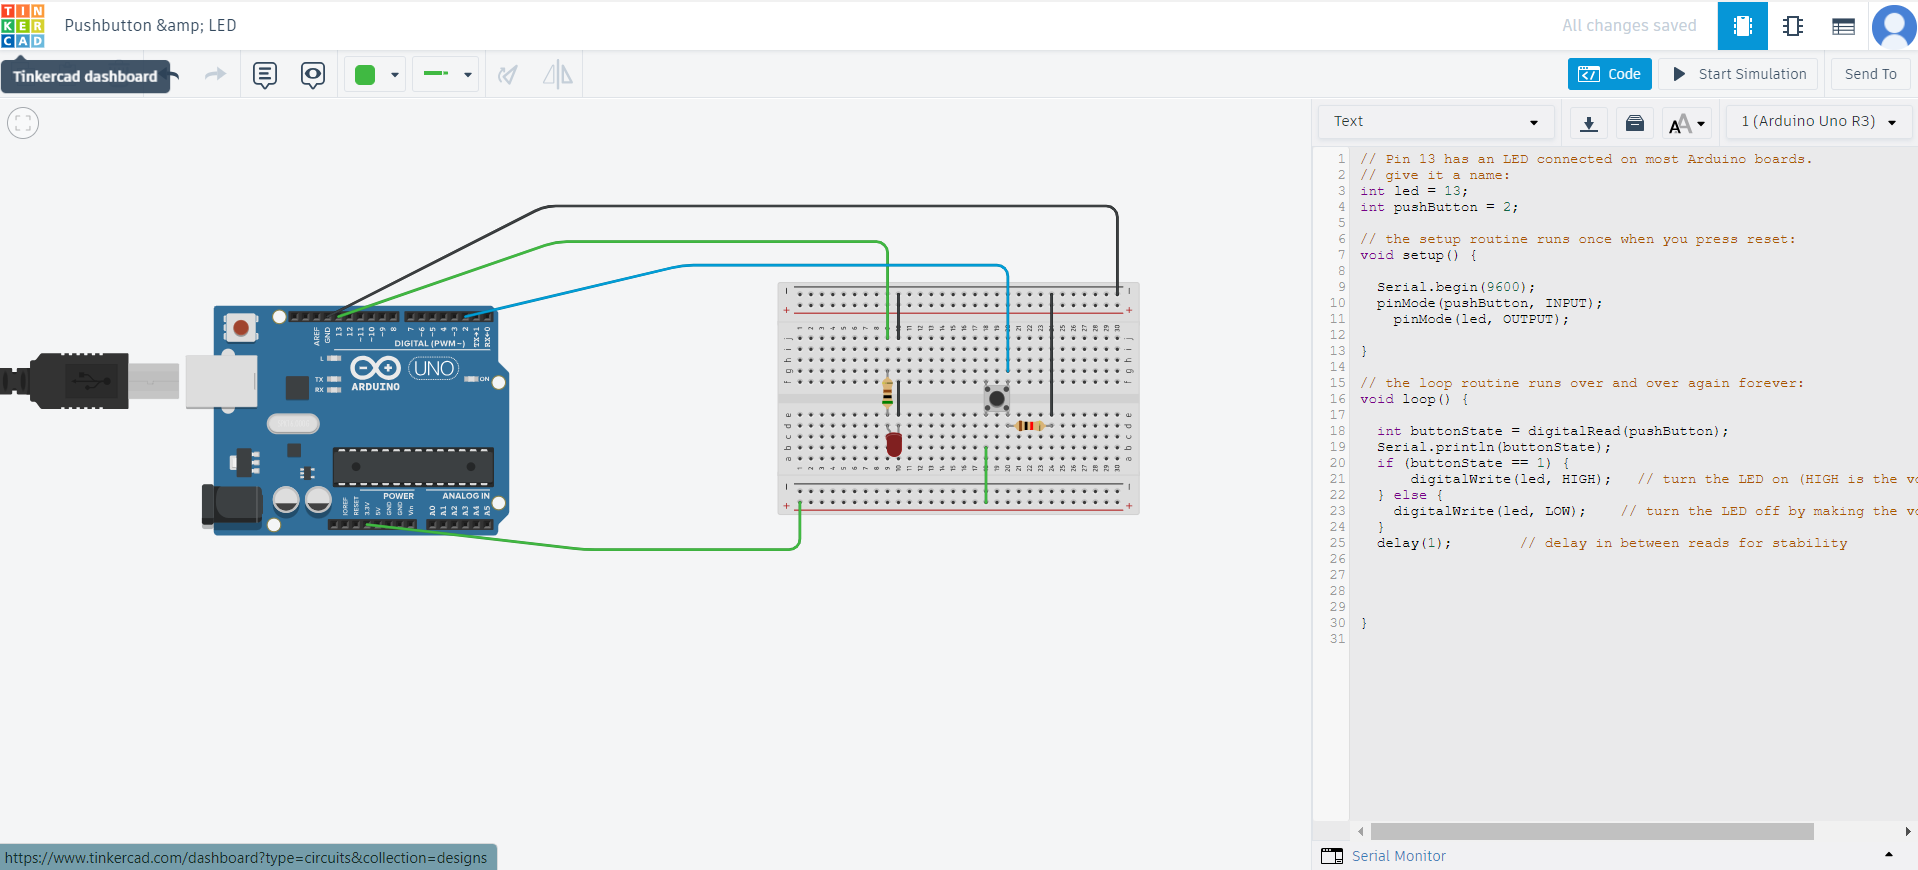 TIN
KER
CAD
Pushbutton &amp; LED
All changes saved
Tinkercad dashboard
Code
Start Simulation
Send To
Text
1 (Arduino Uno R3)
AREF
GND
13
12
~11
~10
~9
8
7
~6
~5
4
~3
2
TX→1
RX←0
DIGITAL (PWM~)
L
TX
RX
ARDUINO
UNO
ON
IOREF
RESET
3.3V
5V
GND
GND
Vin
POWER
ANALOG IN
A0
A1
A2
A3
A4
A5
1 // Pin 13 has an LED connected on most Arduino boards.
2 // give it a name:
3 int led = 13;
4 int pushButton = 2;
5
6 // the setup routine runs once when you press reset:
7 void setup() {
8
9 Serial.begin(9600);
10 pinMode(pushButton, INPUT);
11 pinMode(led, OUTPUT);
12
13 }
14
15 // the loop routine runs over and over again forever:
16 void loop() {
17
18 int buttonState = digitalRead(pushButton);
19 Serial.println(buttonState);
20 if (buttonState == 1) {
21 digitalWrite(led, HIGH); // turn the LED on (HIGH is the vo
22 } else {
23 digitalWrite(led, LOW); // turn the LED off by making the vo
24 }
25 delay(1); // delay in between reads for stability
26
27
28
29
30 }
31
Serial Monitor
https://www.tinkercad.com/dashboard?type=circuits&collection=designs